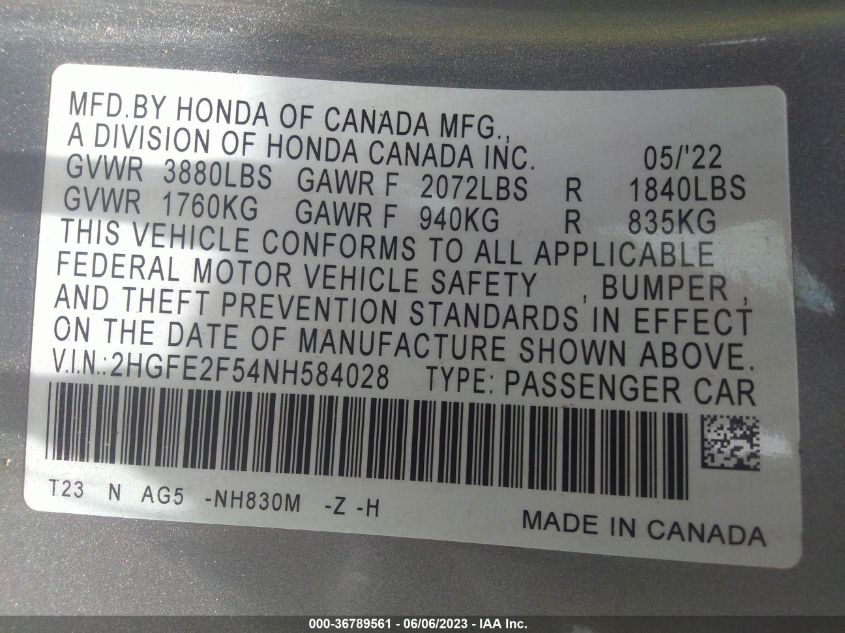 MFD.BY HONDA OF CANADA MFG.,
A DIVISION OF HONDA CANADA INC. 05/'22
GVWR 3880LBS GAWR F 2072LBS R 1840LBS
GVWR 1760KG GAWR F 940KG R 835KG
THIS VEHICLE CONFORMS TO ALL APPLICABLE
FEDERAL MOTOR VEHICLE SAFETY , BUMPER ,
AND THEFT PREVENTION STANDARDS IN EFFECT
ON THE DATE OF MANUFACTURE SHOWN ABOVE.
V.I.N.:2HGFE2F54NH584028 TYPE: PASSENGER CAR
T23 N AG5 -NH830M -Z -H
MADE IN CANADA
000-36789561 - 06/06/2023 - IAA Inc.